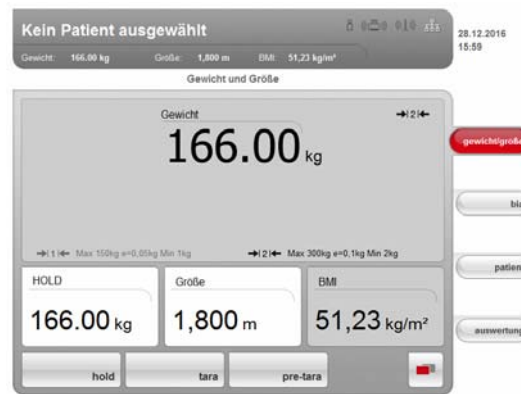 Kein Patient ausgewählt
28.12.2016
15:59
Gewicht: 166.00 kg Größe: 1,800 m BMI: 51,23 kg/m²
Gewicht und Größe
Gewicht
→|2|←
166.00 kg
→|1|← Max 150kg e=0,05kg Min 1kg →|2|← Max 300kg e=0,1kg Min 2kg
HOLD Größe BMI
166.00 kg 1,800 m 51,23 kg/m²
hold tara pre-tara
gewicht/größe
bia
patient
auswertung